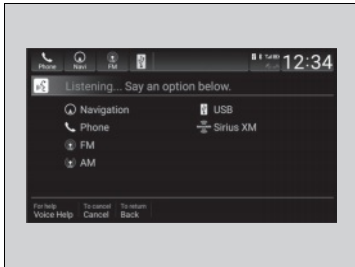 Phone Navi FM
12:34
Listening... Say an option below.
Navigation USB
Phone Sirius XM
FM
AM
For help To cancel To return
Voice Help Cancel Back